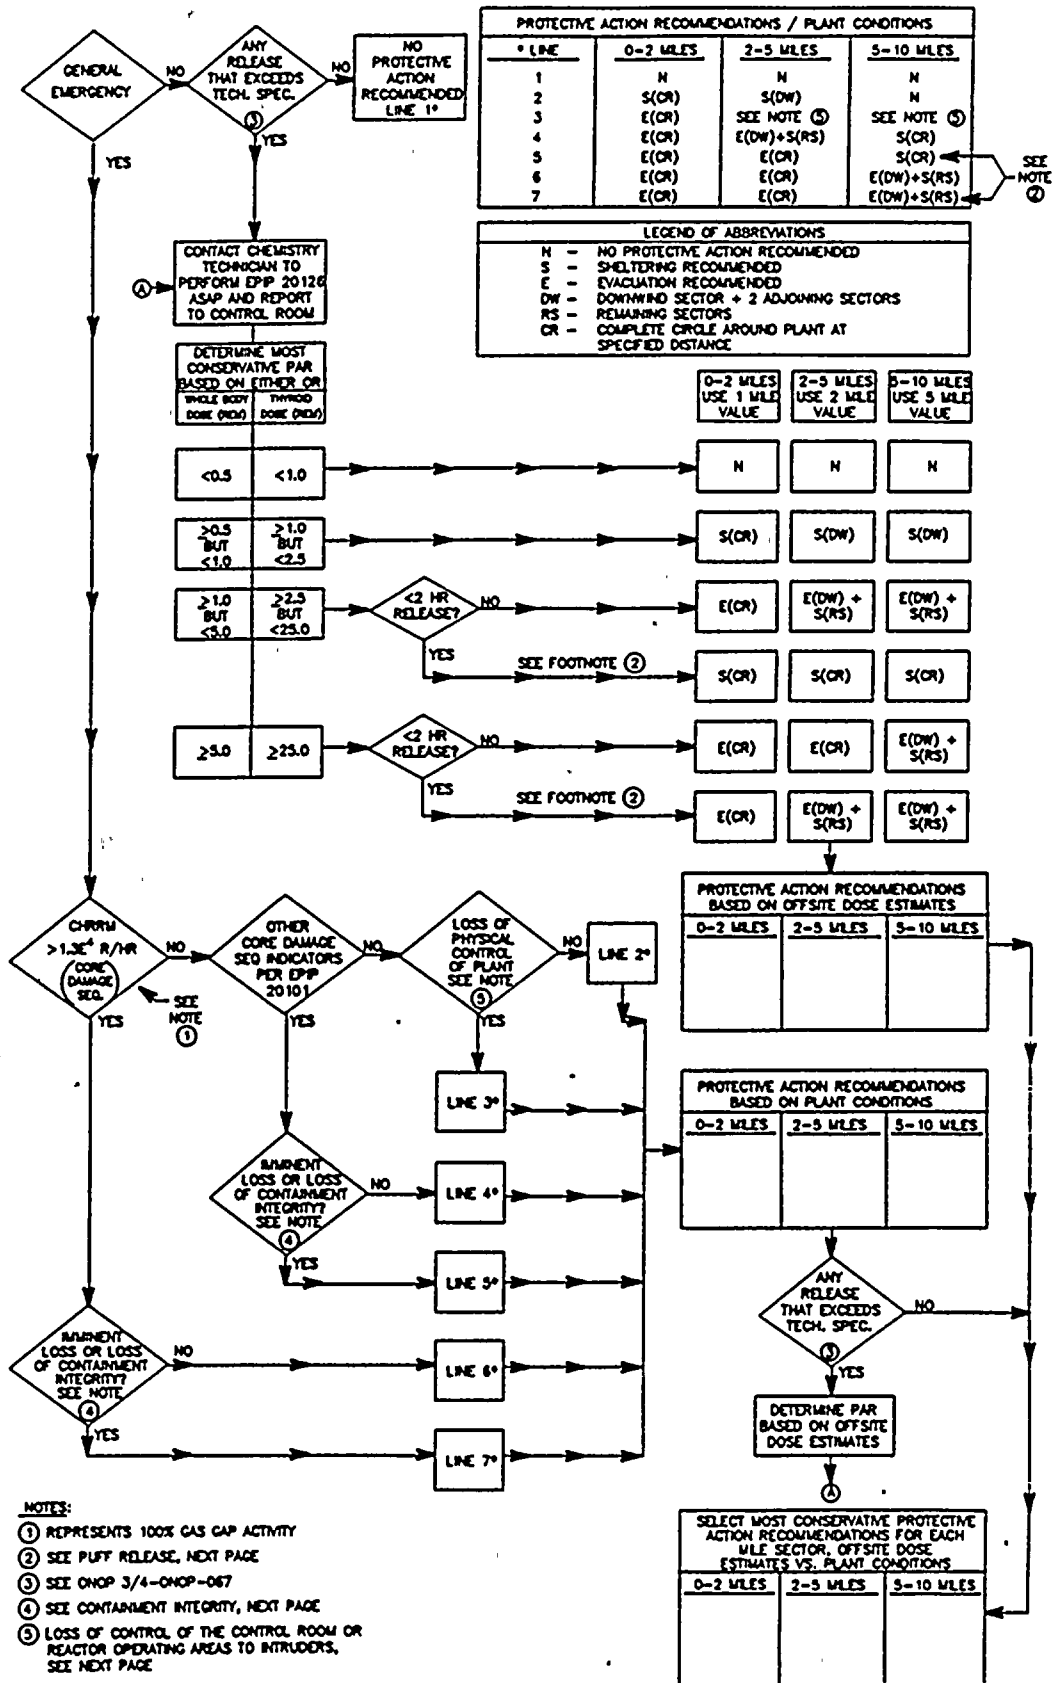 PROTECTIVE ACTION RECOMMENDATIONS / PLANT CONDITIONS
* LINE 0-2 MILES 2-5 MILES 5-10 MILES
1 N N N
2 S(CR) S(DW) N
3 E(CR) SEE NOTE ⑤ SEE NOTE ⑤
4 E(CR) E(DW)+S(RS) S(CR)
5 E(CR) E(CR) S(CR)
6 E(CR) E(CR) E(DW)+S(RS)
7 E(CR) E(CR) E(DW)+S(RS)
SEE
NOTE
②
GENERAL
EMERGENCY
NO
YES
ANY
RELEASE
THAT EXCEEDS
TECH. SPEC.
③
NO
YES
NO
PROTECTIVE
ACTION
RECOMMENDED
LINE 1*
LEGEND OF ABBREVIATIONS
N - NO PROTECTIVE ACTION RECOMMENDED
S - SHELTERING RECOMMENDED
E - EVACUATION RECOMMENDED
DW - DOWNWIND SECTOR + 2 ADJOINING SECTORS
RS - REMAINING SECTORS
CR - COMPLETE CIRCLE AROUND PLANT AT
SPECIFIED DISTANCE
A
CONTACT CHEMISTRY
TECHNICIAN TO
PERFORM EPIP 20126
ASAP AND REPORT
TO CONTROL ROOM
DETERMINE MOST
CONSERVATIVE PAR
BASED ON EITHER OR
WHOLE BODY
DOSE (REM)
THYROID
DOSE (REM)
0-2 MILES
USE 1 MILE
VALUE
2-5 MILES
USE 2 MILE
VALUE
5-10 MILES
USE 5 MILE
VALUE
<0.5 <1.0 N N N
≥0.5
BUT
<1.0
≥1.0
BUT
<2.5
S(CR) S(DW) S(DW)
≥1.0
BUT
<5.0
≥2.5
BUT
<25.0
<2 HR
RELEASE?
NO
E(CR)
E(DW) +
S(RS)
E(DW) +
S(RS)
YES
SEE FOOTNOTE ②
S(CR) S(CR) S(CR)
≥5.0 ≥25.0
<2 HR
RELEASE?
NO
E(CR)
E(CR)
E(DW) +
S(RS)
YES
SEE FOOTNOTE ②
E(CR)
E(DW) +
S(RS)
E(DW) +
S(RS)
PROTECTIVE ACTION RECOMMENDATIONS
BASED ON OFFSITE DOSE ESTIMATES
0-2 MILES 2-5 MILES 5-10 MILES
CHRRM
>1.3E⁴ R/HR
(CORE
DAMAGE
SEQ.)
NO
YES
SEE
NOTE
①
OTHER
CORE DAMAGE
SEQ INDICATORS
PER EPIP
20101
NO
YES
LOSS OF
PHYSICAL
CONTROL
OF PLANT
SEE NOTE
⑤
NO
YES
LINE 2*
LINE 3*
PROTECTIVE ACTION RECOMMENDATIONS
BASED ON PLANT CONDITIONS
0-2 MILES 2-5 MILES 5-10 MILES
IMMINENT
LOSS OR LOSS
OF CONTAINMENT
INTEGRITY?
SEE NOTE
④
NO
YES
LINE 4*
LINE 5*
ANY
RELEASE
THAT EXCEEDS
TECH. SPEC.
③
NO
YES
IMMINENT
LOSS OR LOSS
OF CONTAINMENT
INTEGRITY?
SEE NOTE
④
NO
YES
LINE 6*
LINE 7*
DETERMINE PAR
BASED ON OFFSITE
DOSE ESTIMATES
A
SELECT MOST CONSERVATIVE PROTECTIVE
ACTION RECOMMENDATIONS FOR EACH
MILE SECTOR, OFFSITE DOSE
ESTIMATES VS. PLANT CONDITIONS
0-2 MILES 2-5 MILES 5-10 MILES
NOTES:
① REPRESENTS 100% GAS GAP ACTIVITY
② SEE PUFF RELEASE, NEXT PAGE
③ SEE ONOP 3/4-ONOP-067
④ SEE CONTAINMENT INTEGRITY, NEXT PAGE
⑤ LOSS OF CONTROL OF THE CONTROL ROOM OR
REACTOR OPERATING AREAS TO INTRUDERS,
SEE NEXT PAGE